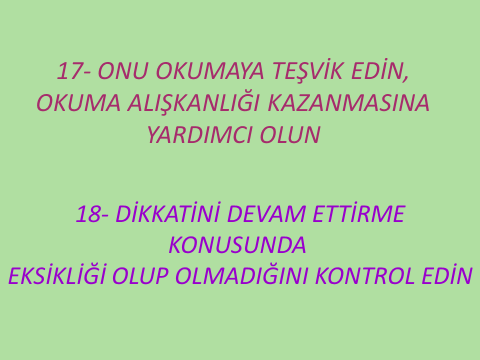 17- ONU OKUMAYA TEŞVİK EDİN,
OKUMA ALIŞKANLIĞI KAZANMASINA
YARDIMCI OLUN
18- DİKKATİNİ DEVAM ETTİRME
KONUSUNDA
EKSİKLİĞİ OLUP OLMADIĞINI KONTROL EDİN